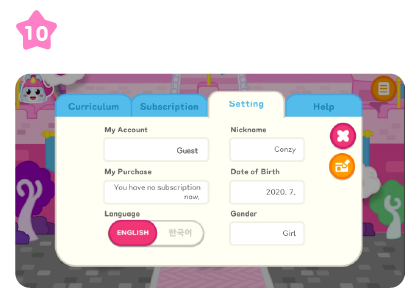 10
Curriculum Subscription Setting Help
My Account
Guest
Nickname
Conzy
My Purchase
You have no subscription
now.
Date of Birth
2020. 7.
Language
ENGLISH 한국어
Gender
Girl